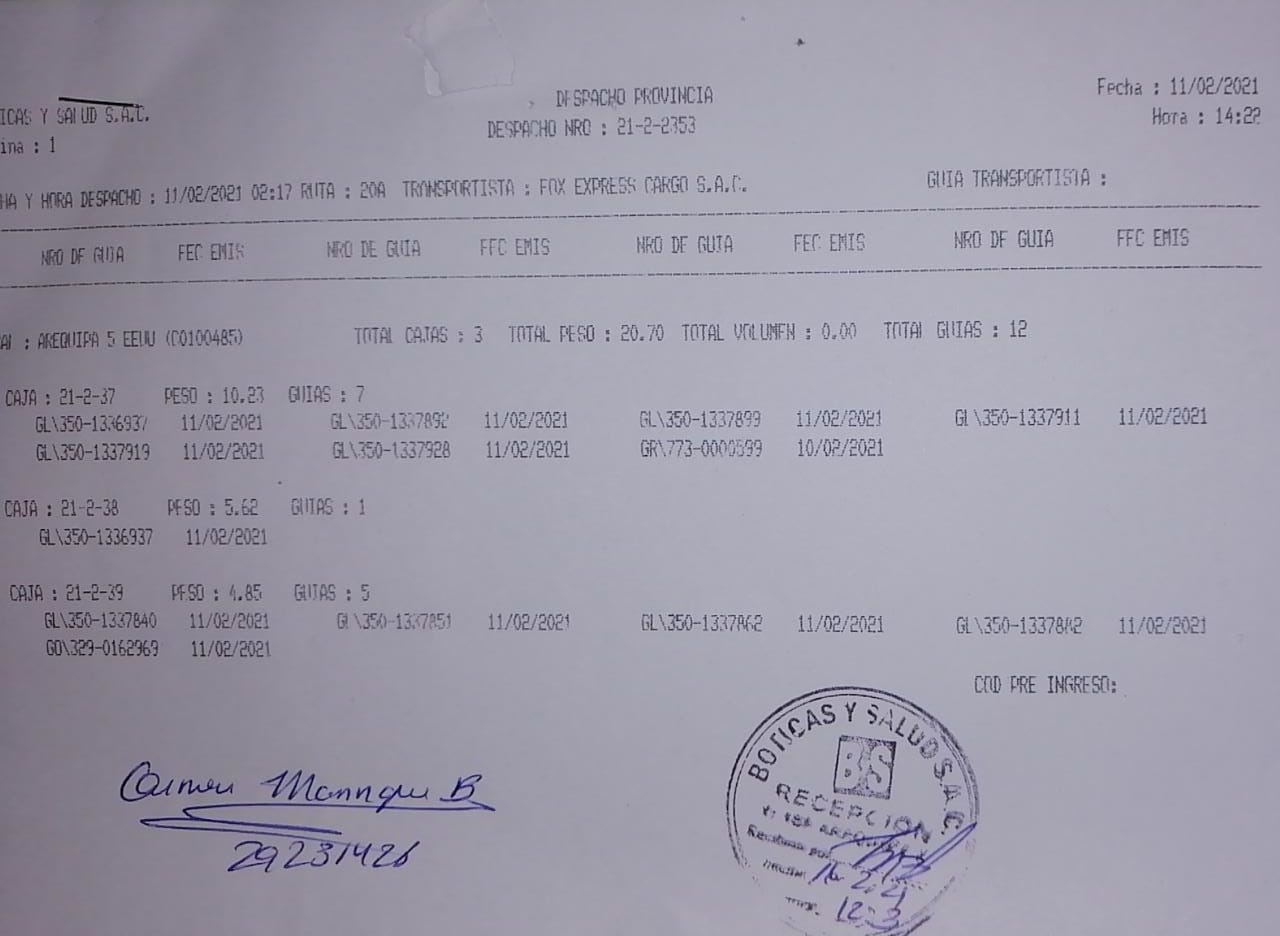 ICAS Y SALUD S.A.C. DESPACHO PROVINCIA Fecha : 11/02/2021
ina : 1 DESPACHO NRO : 21-2-2353 Hora : 14:22
HA Y HORA DESPACHO : 11/02/2021 02:17 RUTA : 20A TRANSPORTISTA : FOX EXPRESS CARGO S.A.C. GUIA TRANSPORTISTA :
NRO DE GUIA FEC EMIS NRO DE GUIA FEC EMIS NRO DE GUIA FEC EMIS NRO DE GUIA FEC EMIS
AL : AREQUIPA 5 EEUU (C0100485) TOTAL CAJAS : 3 TOTAL PESO : 20.70 TOTAL VOLUMEN : 0.00 TOTAL GUIAS : 12
CAJA : 21-2-37 PESO : 10.23 GUIAS : 7
GL\350-1336937 11/02/2021 GL\350-1337892 11/02/2021 GL\350-1337899 11/02/2021 GL\350-1337911 11/02/2021
GL\350-1337919 11/02/2021 GL\350-1337928 11/02/2021 GR\773-0000599 10/02/2021
CAJA : 21-2-38 PESO : 5.62 GUIAS : 1
GL\350-1336937 11/02/2021
CAJA : 21-2-39 PESO : 4.85 GUIAS : 5
GL\350-1337840 11/02/2021 GL\350-1337851 11/02/2021 GL\350-1337862 11/02/2021 GL\350-1337882 11/02/2021
GO\329-0162969 11/02/2021
COD PRE INGRESO:
BOTICAS Y SALUD S.A.C.
BS
RECEPCION
Recibido por
Carmen Manrique B
29231426